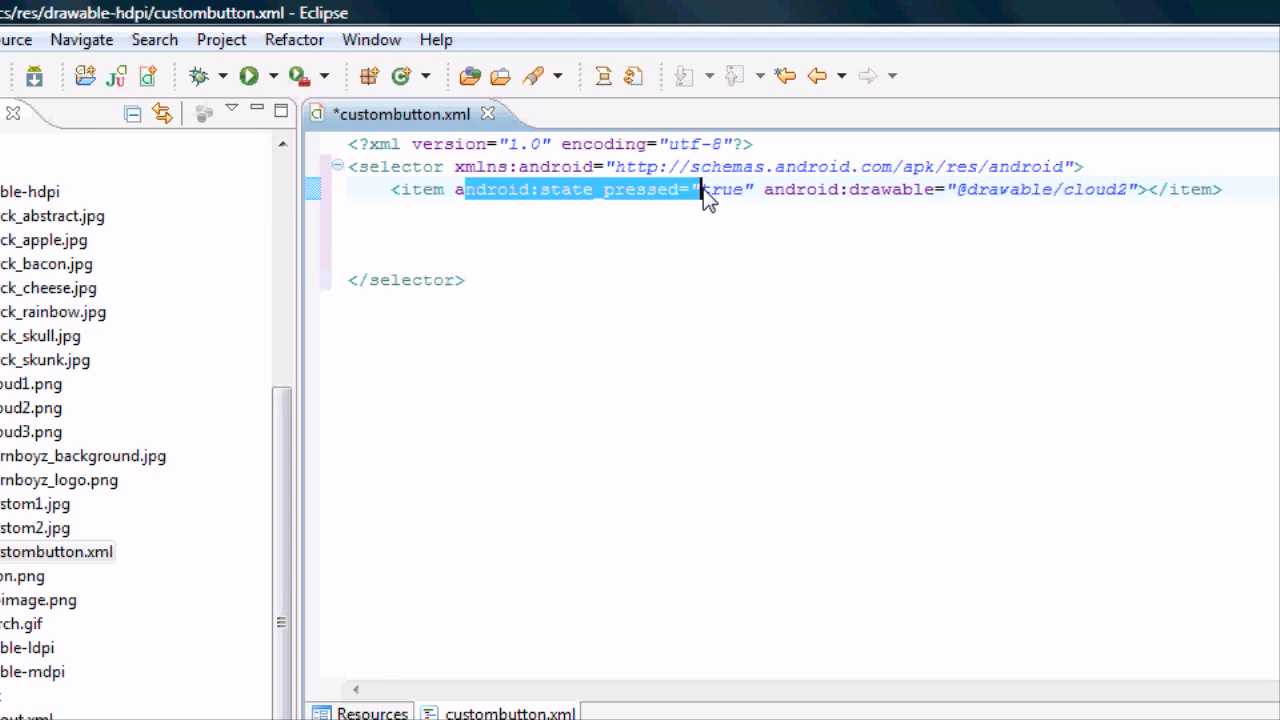 cs/res/drawable-hdpi/custombutton.xml - Eclipse
ource Navigate Search Project Refactor Window Help
*custombutton.xml
<?xml version="1.0" encoding="utf-8"?>
<selector xmlns:android="http://schemas.android.com/apk/res/android">
<item android:state_pressed="true" android:drawable="@drawable/cloud2"></item>
</selector>
ble-hdpi
ck_abstract.jpg
ck_apple.jpg
ck_bacon.jpg
ck_cheese.jpg
ck_rainbow.jpg
ck_skull.jpg
ck_skunk.jpg
oud1.png
oud2.png
oud3.png
rnboyz_background.jpg
rnboyz_logo.png
stom1.jpg
stom2.jpg
stombutton.xml
on.png
image.png
rch.gif
ble-ldpi
ble-mdpi
out.xml
Resources custombutton.xml